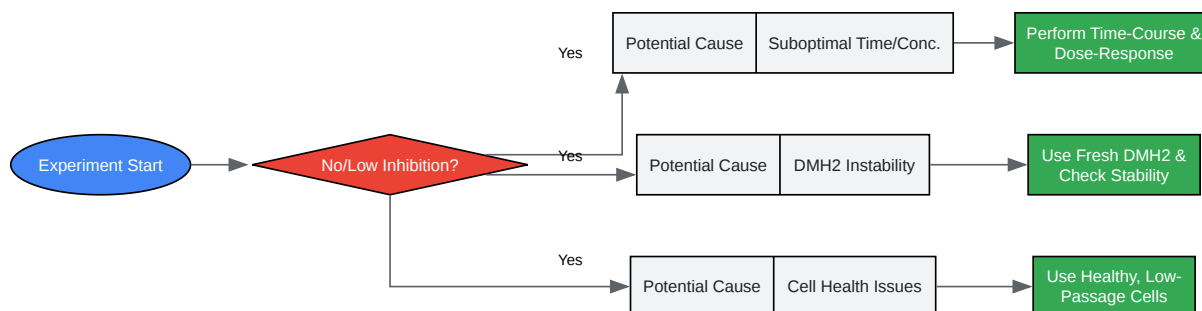 Experiment Start
No/Low Inhibition?
Yes
Potential Cause
Suboptimal Time/Conc.
Perform Time-Course &
Dose-Response
Yes
Potential Cause
DMH2 Instability
Use Fresh DMH2 &
Check Stability
Yes
Potential Cause
Cell Health Issues
Use Healthy, Low-
Passage Cells